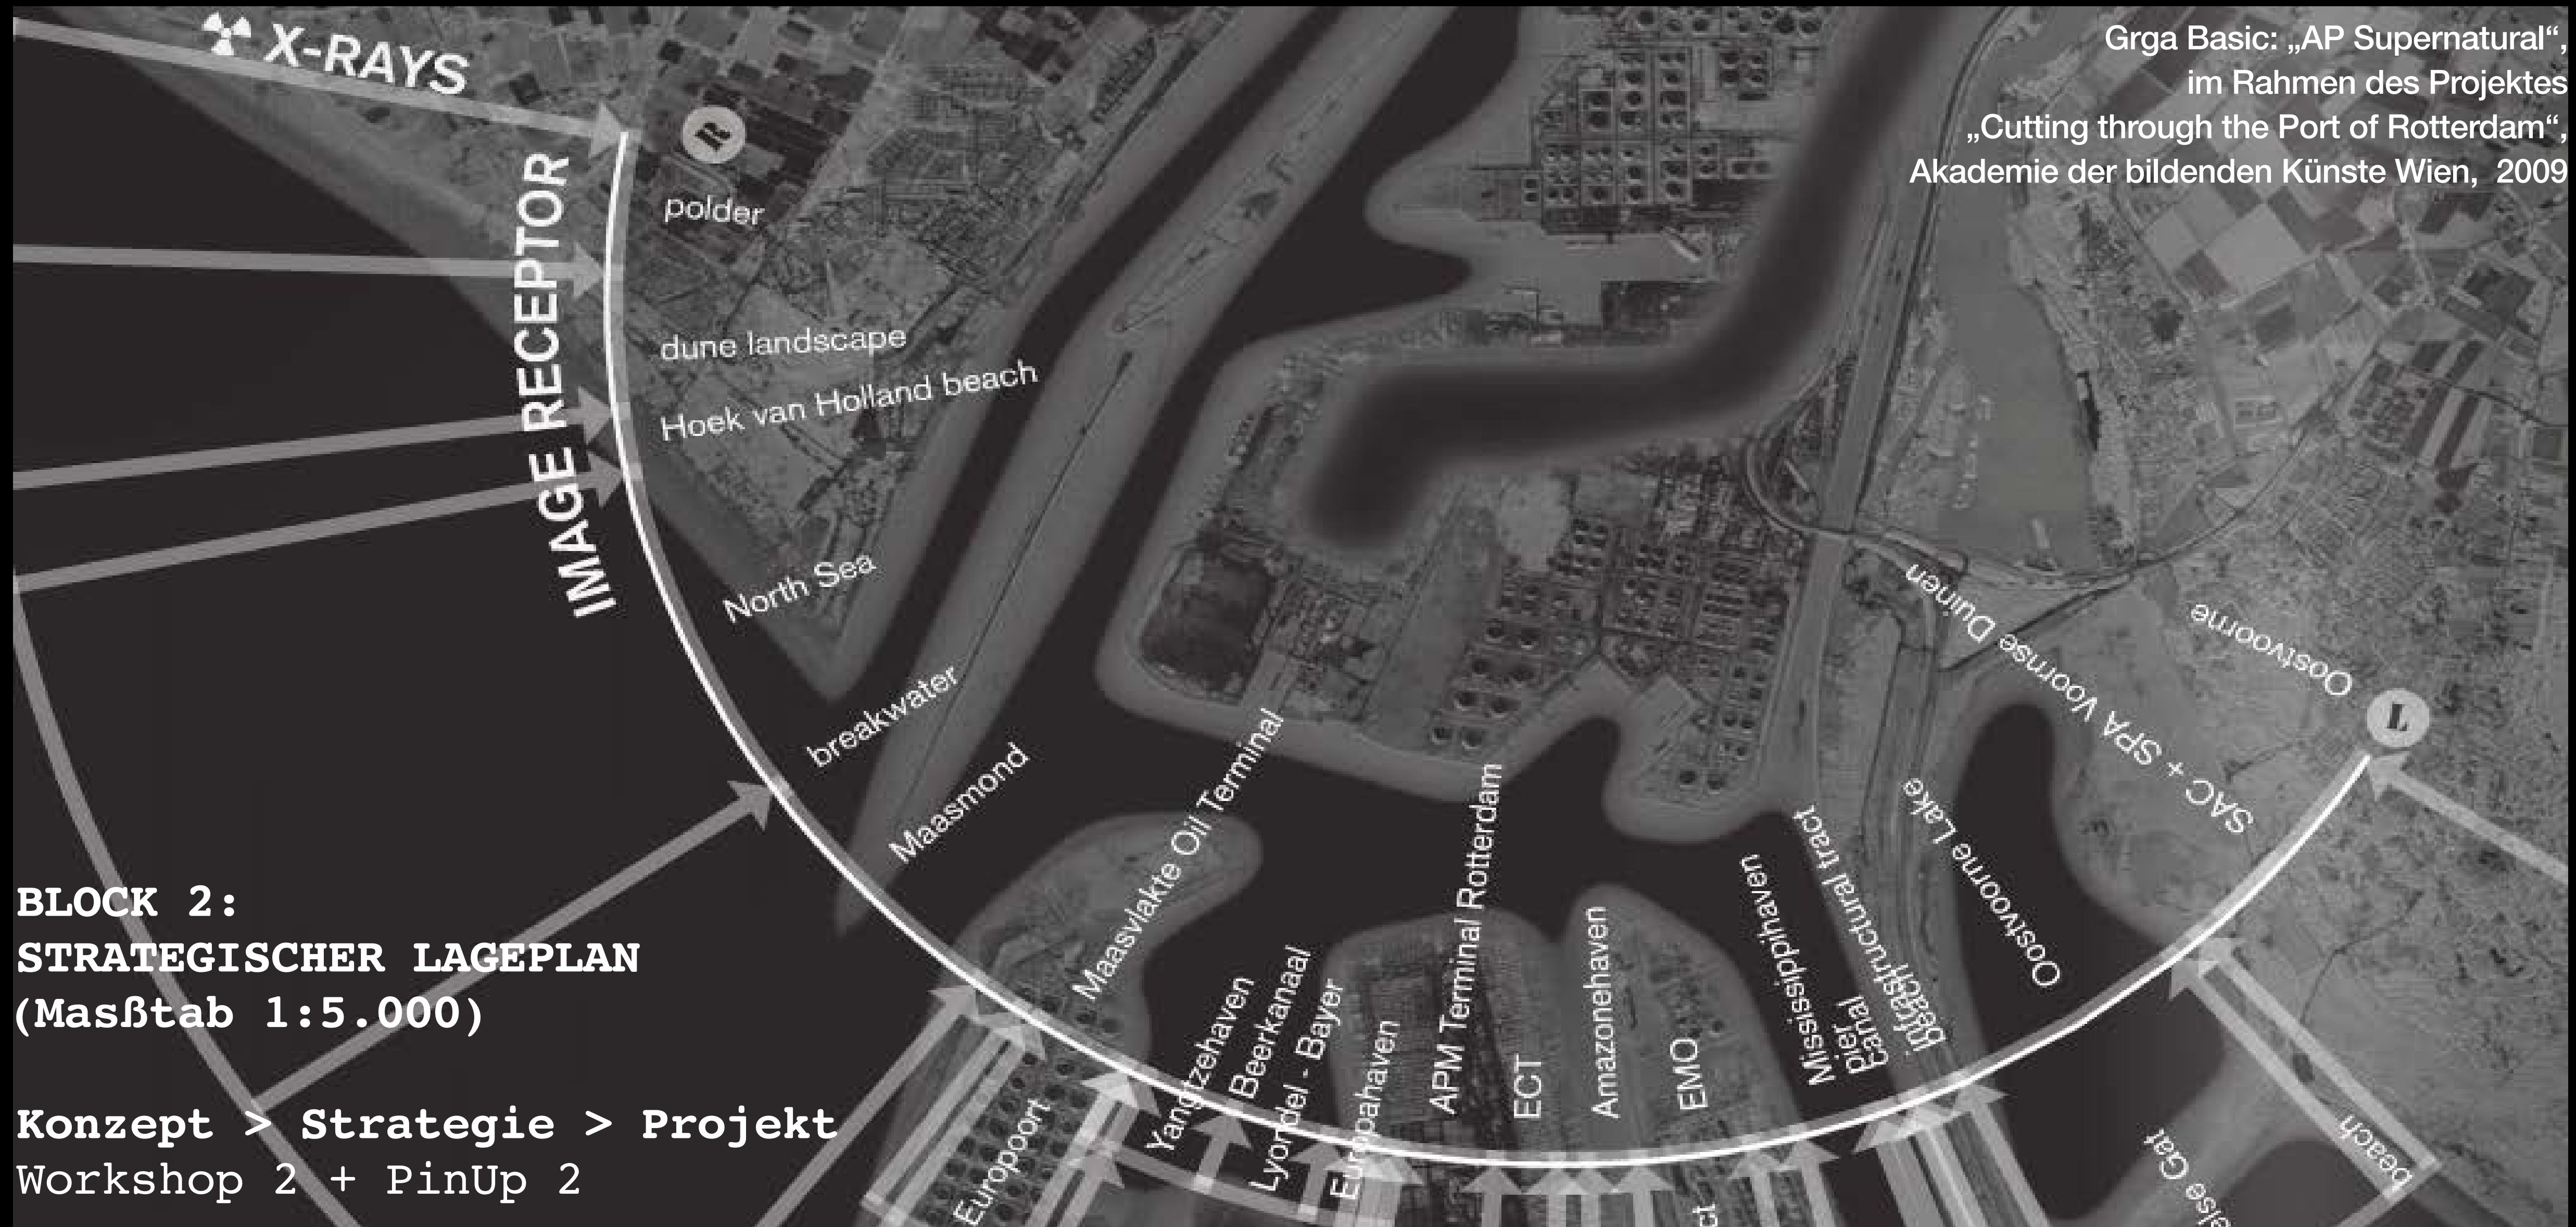 X-RAYS
Grga Basic: „AP Supernatural“,
im Rahmen des Projektes
„Cutting through the Port of Rotterdam“,
Akademie der bildenden Künste Wien, 2009
IMAGE RECEPTOR
R
polder
dune landscape
Hoek van Holland beach
North Sea
breakwater
Maasmond
Maasvlakte Oil Terminal
Europoort
Yangtzehaven
Beerkanaal
Lyondel - Bayer
Europahaven
APM Terminal Rotterdam
ECT
Amazonehaven
EMO
Mississippihaven
pier
canal
infrastructural tract
beach
Oostvoorne Lake
SAC + SPA Voornse Duinen
Oostvoorne
L
beach
else Gat
ct
BLOCK 2:
STRATEGISCHER LAGEPLAN
(Masßtab 1:5.000)
Konzept > Strategie > Projekt
Workshop 2 + PinUp 2